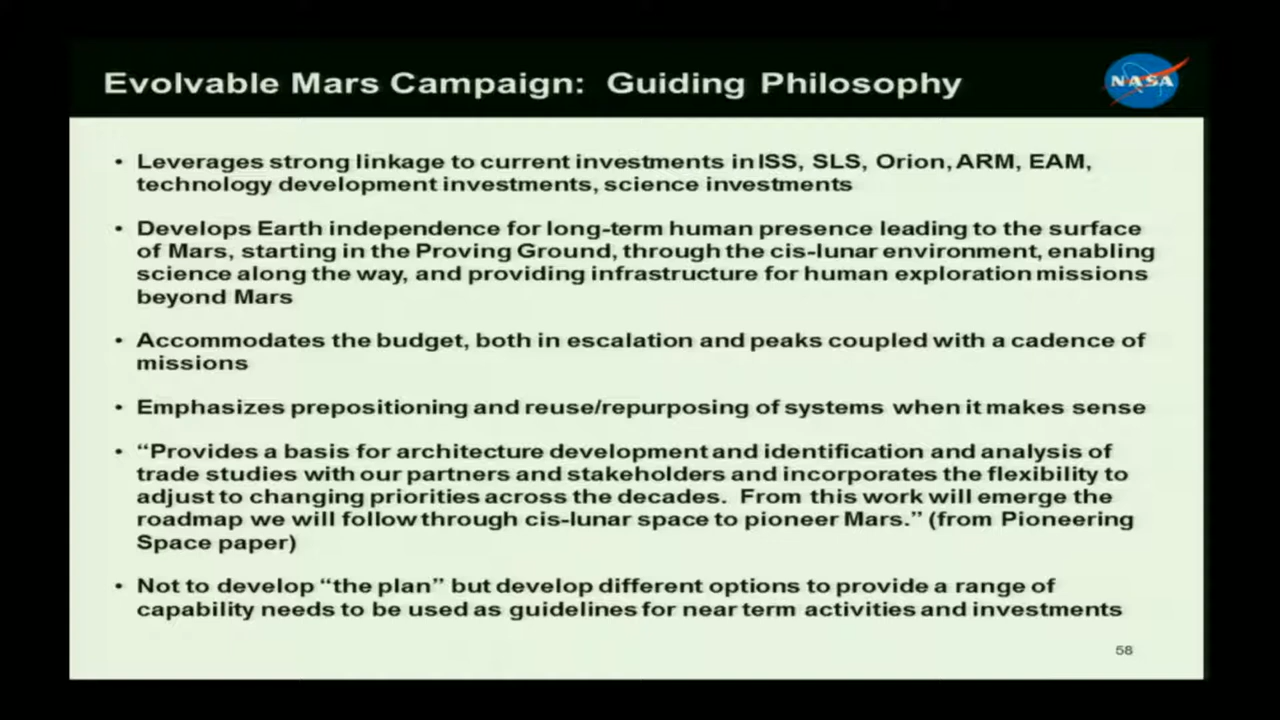 Evolvable Mars Campaign: Guiding Philosophy
NASA
• Leverages strong linkage to current investments in ISS, SLS, Orion, ARM, EAM,
technology development investments, science investments
• Develops Earth independence for long-term human presence leading to the surface
of Mars, starting in the Proving Ground, through the cis-lunar environment, enabling
science along the way, and providing infrastructure for human exploration missions
beyond Mars
• Accommodates the budget, both in escalation and peaks coupled with a cadence of
missions
• Emphasizes prepositioning and reuse/repurposing of systems when it makes sense
• “Provides a basis for architecture development and identification and analysis of
trade studies with our partners and stakeholders and incorporates the flexibility to
adjust to changing priorities across the decades. From this work will emerge the
roadmap we will follow through cis-lunar space to pioneer Mars.” (from Pioneering
Space paper)
• Not to develop “the plan” but develop different options to provide a range of
capability needs to be used as guidelines for near term activities and investments
58